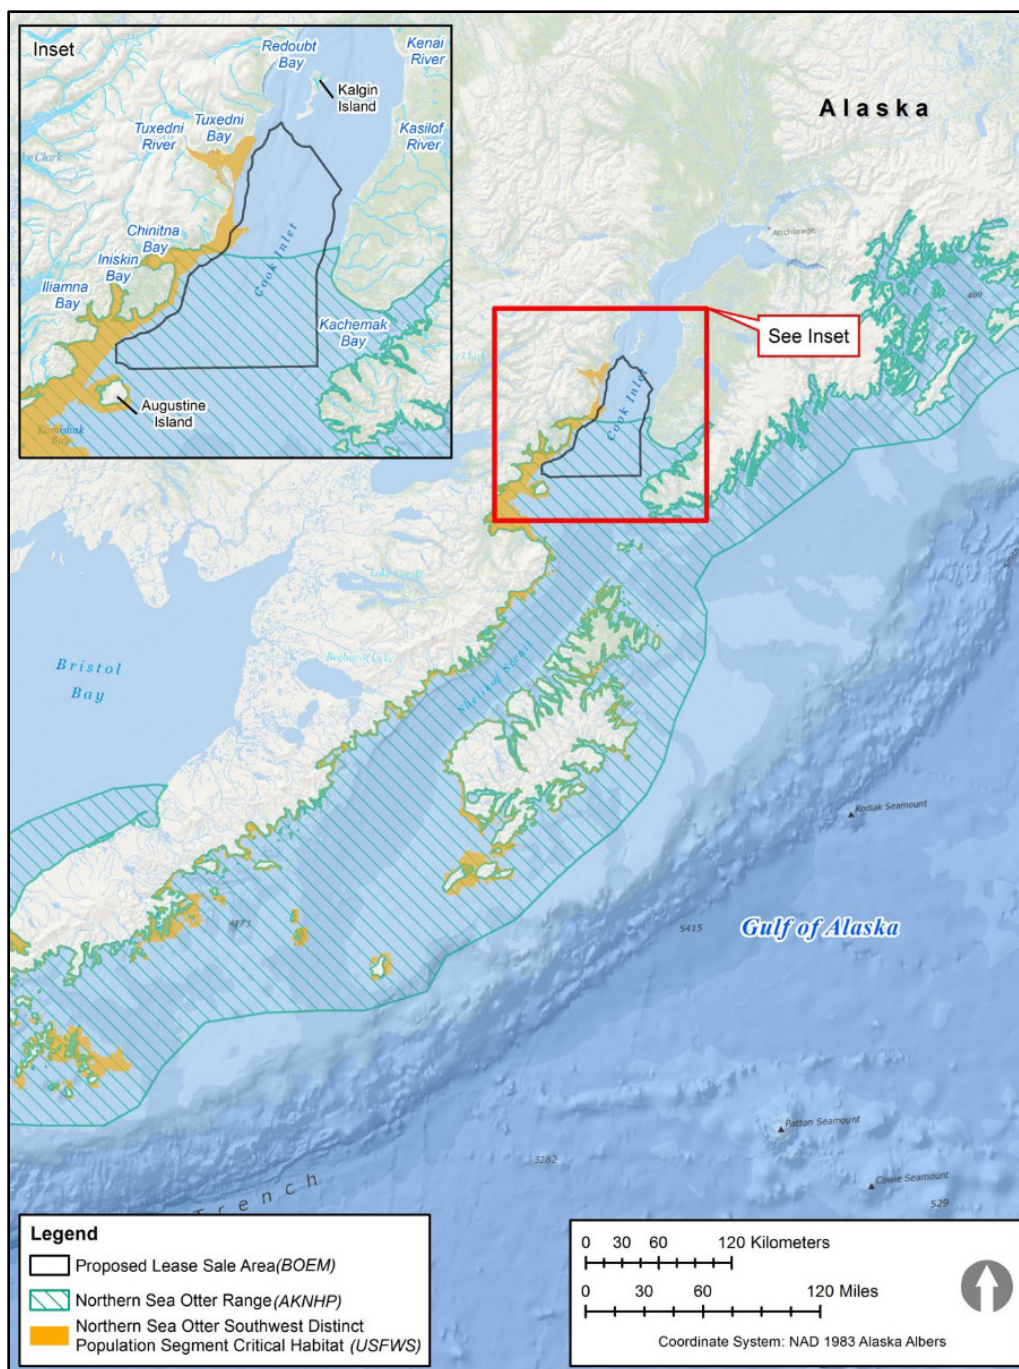 Inset
Redoubt
Bay
Kenai
River
Kalgin
Island
Tuxedni
River
Tuxedni
Bay
Kasilof
River
Chinitna
Bay
Iniskin
Bay
Iliamna
Bay
Cook Inlet
Kachemak
Bay
Augustine
Island
Kamishak
Bay
Alaska
Anchorage
469
See Inset
Cook Inlet
Bristol
Bay
Shelikof Strait
Kodiak Seamount
4173
5415
Gulf of Alaska
Patton Seamount
3282
Cowie Seamount
529
Trench
Legend
Proposed Lease Sale Area (BOEM)
Northern Sea Otter Range (AKNHP)
Northern Sea Otter Southwest Distinct
Population Segment Critical Habitat (USFWS)
0 30 60 120 Kilometers
0 30 60 120 Miles
Coordinate System: NAD 1983 Alaska Albers